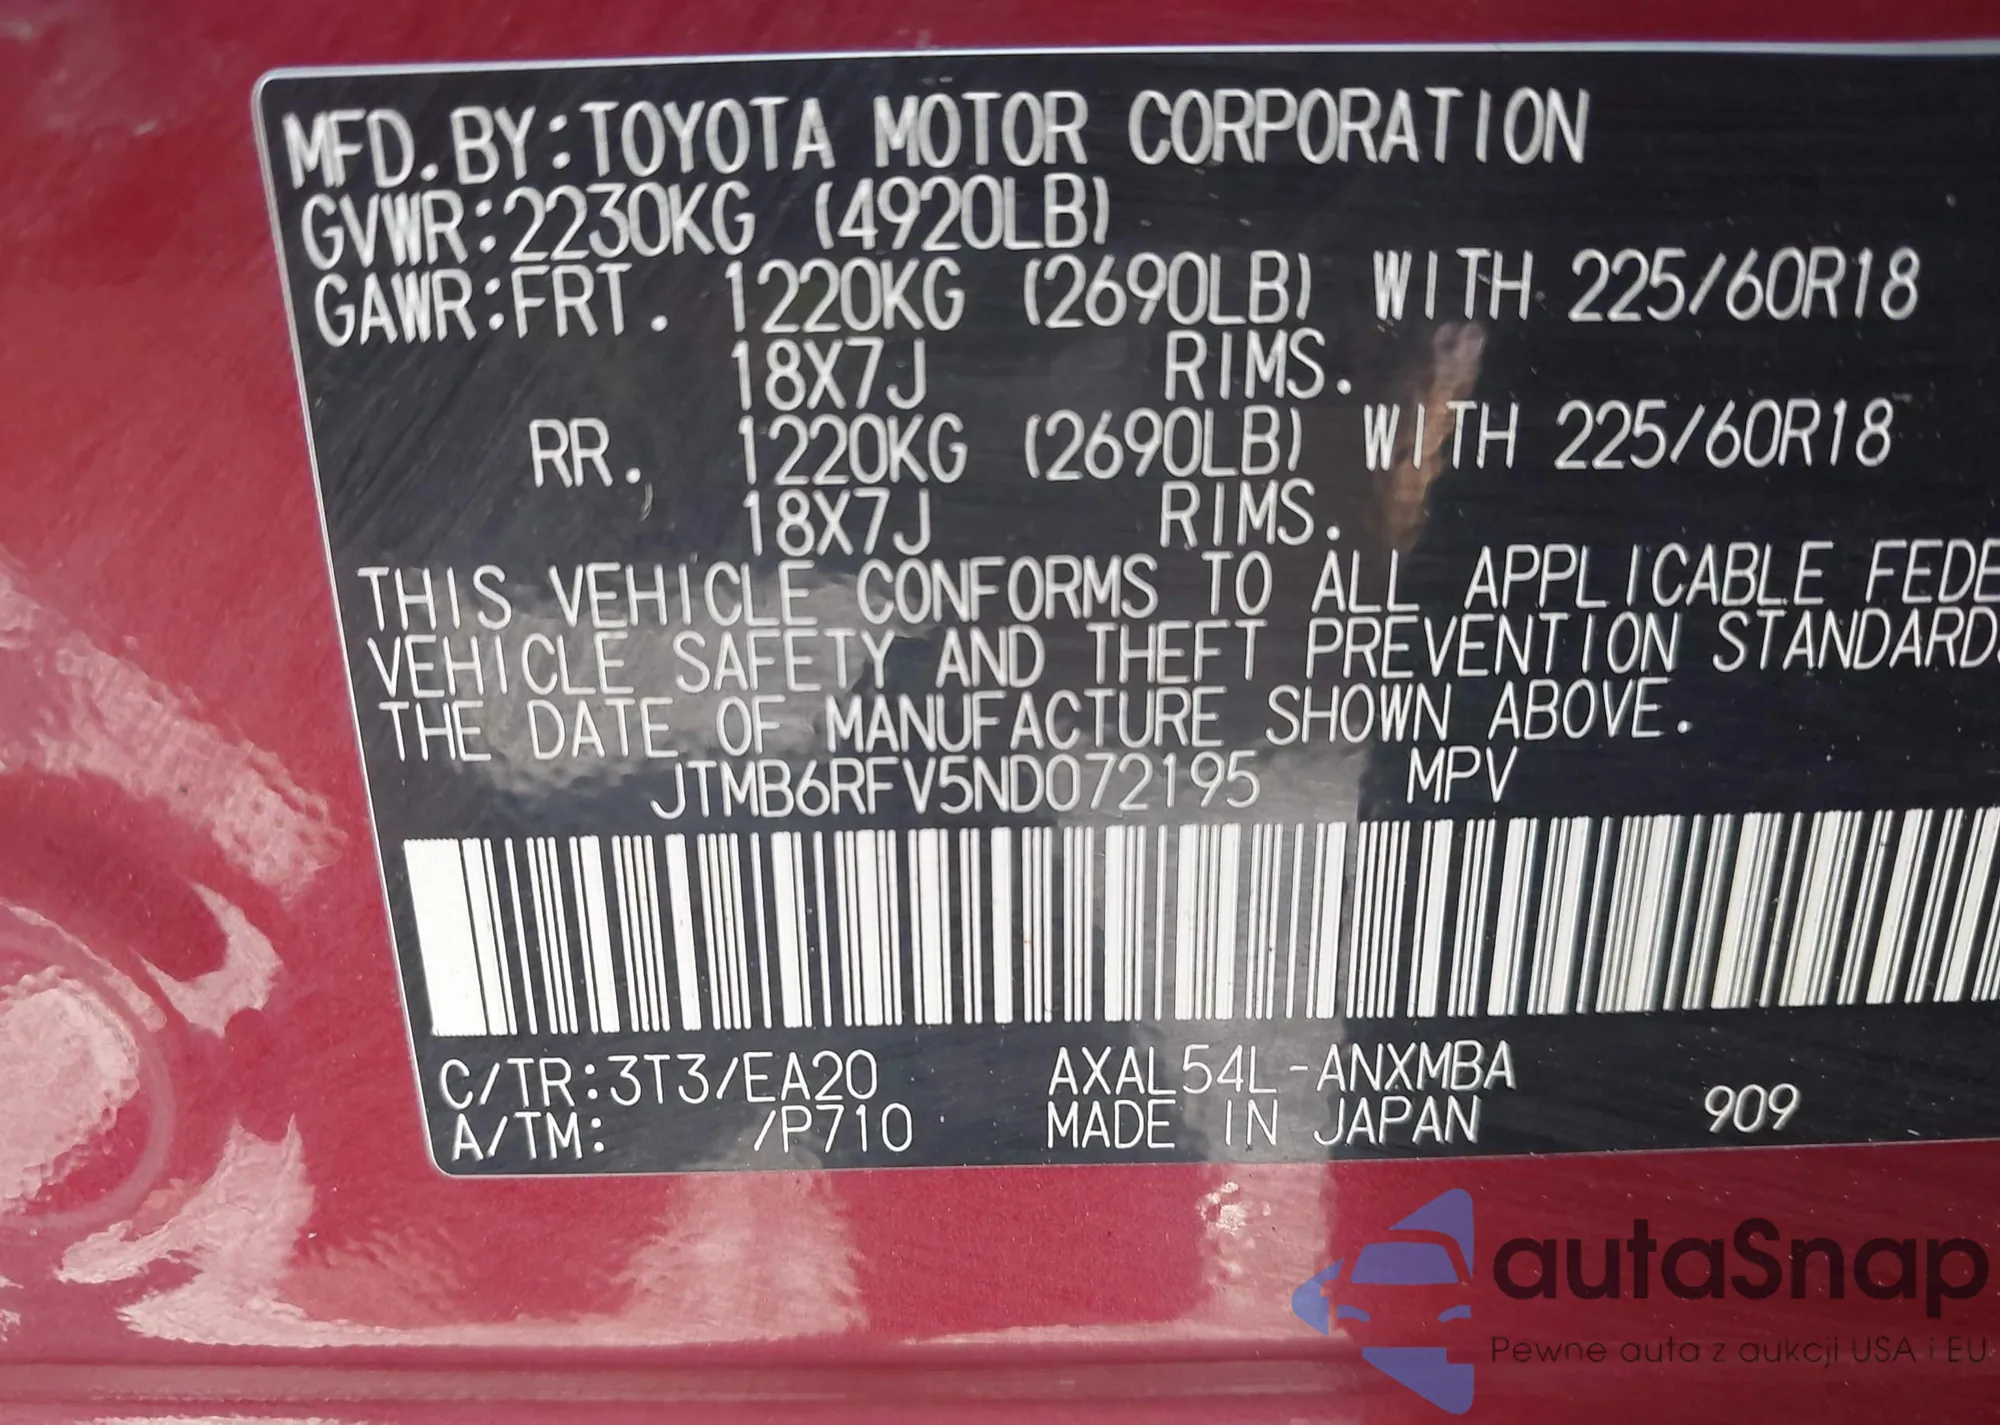 MFD.BY:TOYOTA MOTOR CORPORATION
GVWR:2230KG (4920LB)
GAWR:FRT. 1220KG (2690LB) WITH 225/60R18
18X7J RIMS.
RR. 1220KG (2690LB) WITH 225/60R18
18X7J RIMS.
THIS VEHICLE CONFORMS TO ALL APPLICABLE FEDE
VEHICLE SAFETY AND THEFT PREVENTION STANDARDS
THE DATE OF MANUFACTURE SHOWN ABOVE.
JTMB6RFV5ND072195 MPV
C/TR:3T3/EA20 AXAL54L-ANXMBA
A/TM: /P710 MADE IN JAPAN 909
autaSnap
Pewne auta z aukcji USA i EU